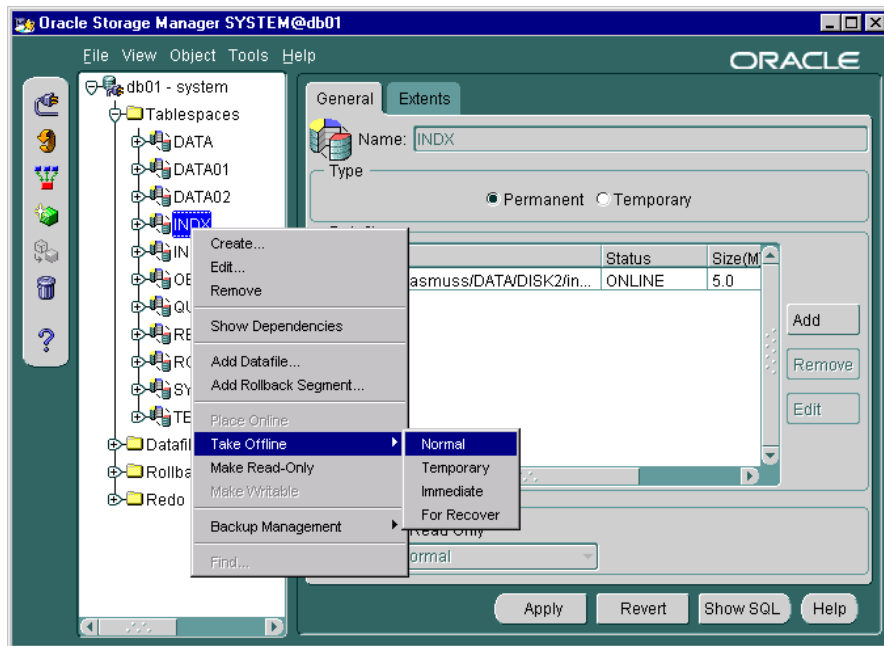 Oracle Storage Manager SYSTEM@db01
File View Object Tools Help
ORACLE
db01 - system
Tablespaces
DATA
DATA01
DATA02
INDX
IN
OE
QU
RE
RO
SY
TE
Datafil
Rollba
Redo
Create...
Edit...
Remove
Show Dependencies
Add Datafile...
Add Rollback Segment...
Place Online
Take Offline
Make Read-Only
Make Writable
Backup Management
Find...
Normal
Temporary
Immediate
For Recover
General Extents
Name: INDX
Type
Permanent Temporary
Status Size(M
asmuss/DATA/DISK2/in... ONLINE 5.0
Add
Remove
Edit
Read Only
ormal
Apply Revert Show SQL Help